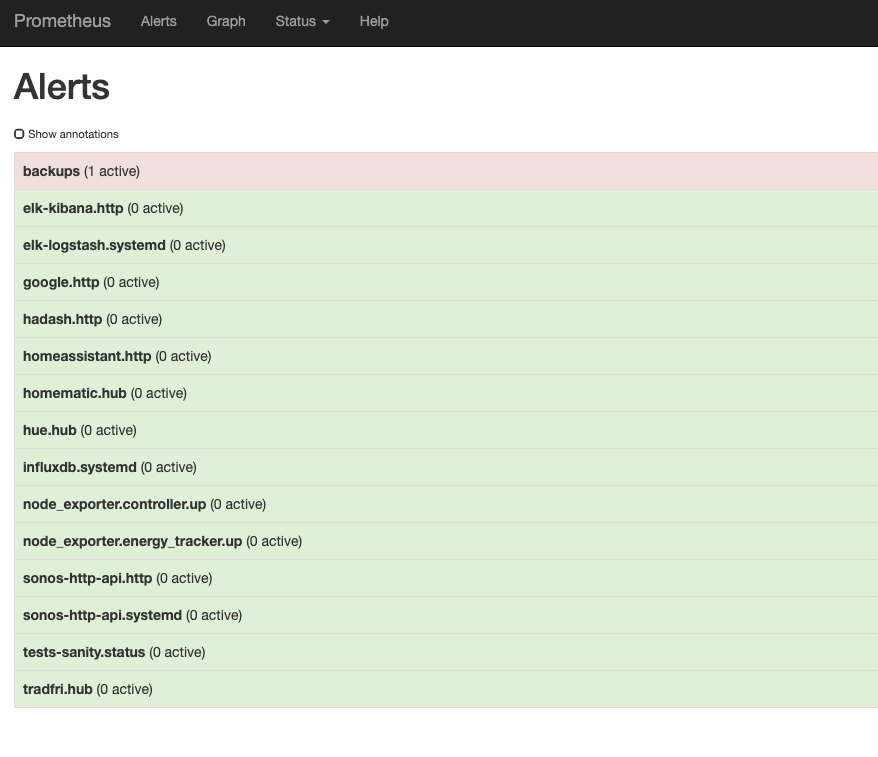 Prometheus Alerts Graph Status Help
Alerts
Show annotations
backups (1 active)
elk-kibana.http (0 active)
elk-logstash.systemd (0 active)
google.http (0 active)
hadash.http (0 active)
homeassistant.http (0 active)
homematic.hub (0 active)
hue.hub (0 active)
influxdb.systemd (0 active)
node_exporter.controller.up (0 active)
node_exporter.energy_tracker.up (0 active)
sonos-http-api.http (0 active)
sonos-http-api.systemd (0 active)
tests-sanity.status (0 active)
tradfri.hub (0 active)